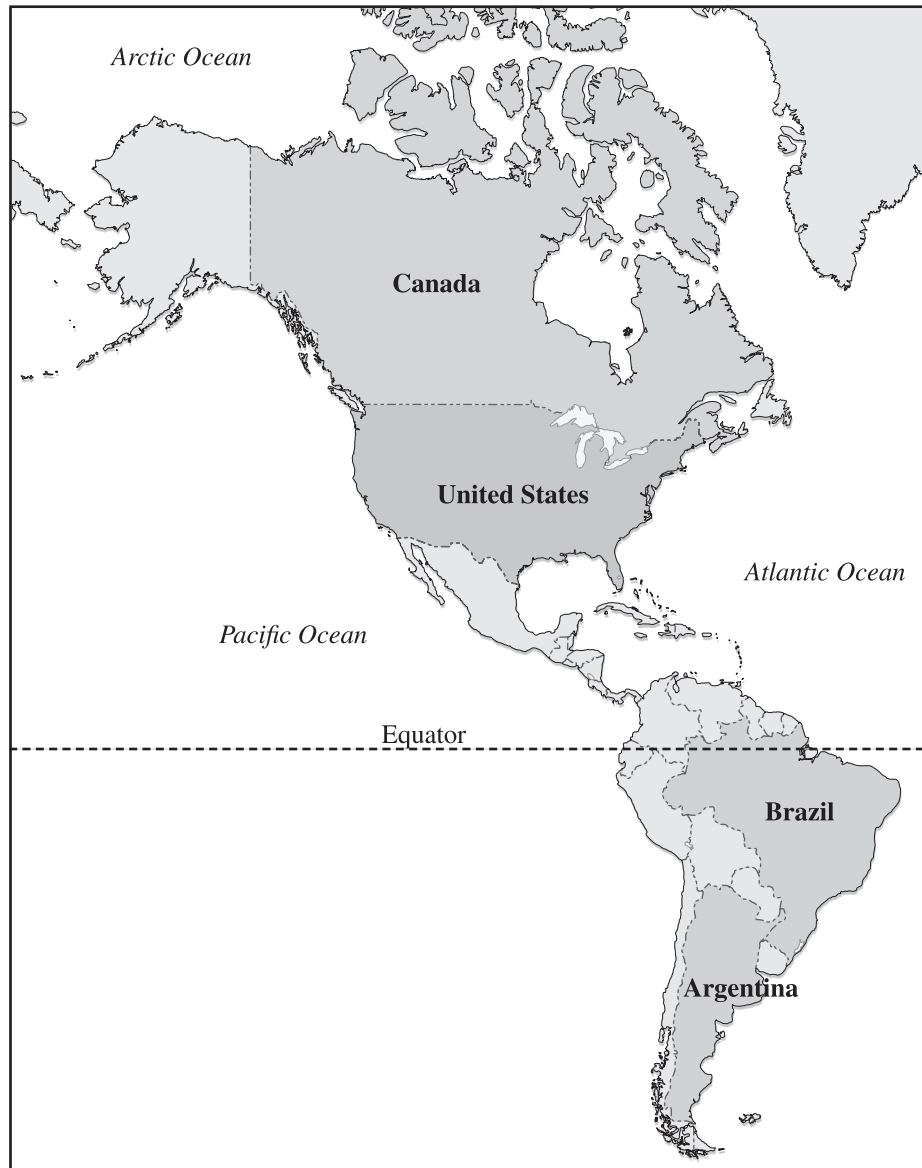 Arctic Ocean
Canada
United States
Atlantic Ocean
Pacific Ocean
Equator
Brazil
Argentina